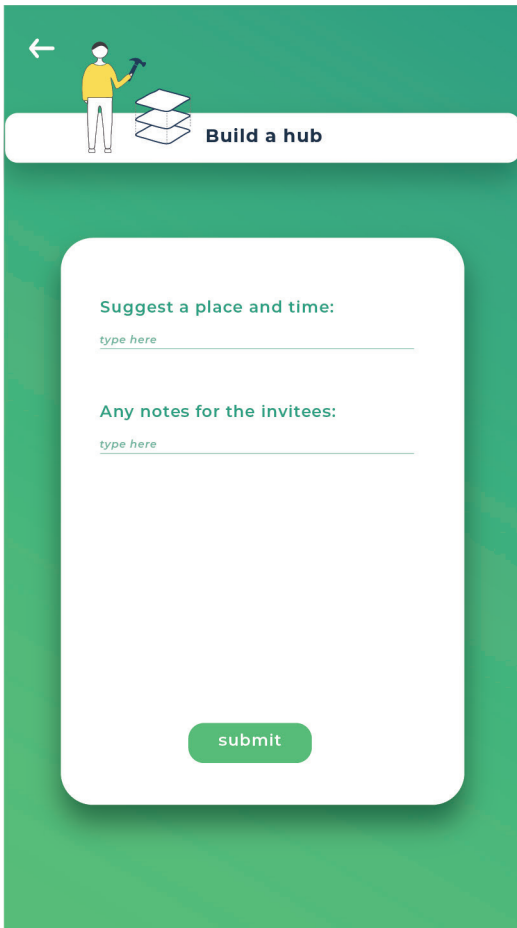 Build a hub
Suggest a place and time:
type here
Any notes for the invitees:
type here
submit